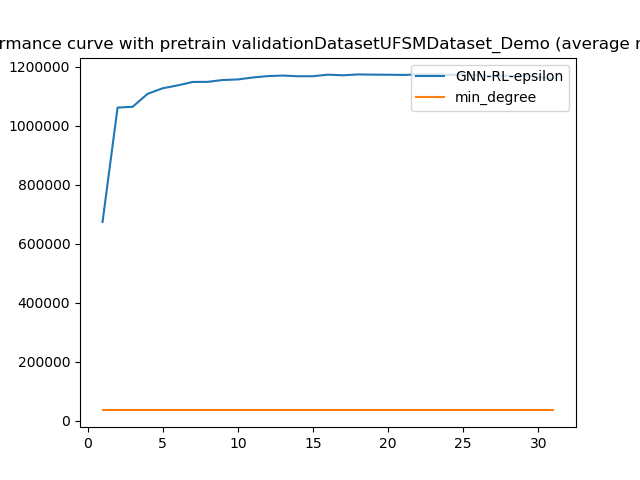 rmance curve with pretrain validationDatasetUFSMDataset_Demo (average
1200000
1000000
800000
600000
400000
200000
0
0 5 10 15 20 25 30
GNN-RL-epsilon
min_degree